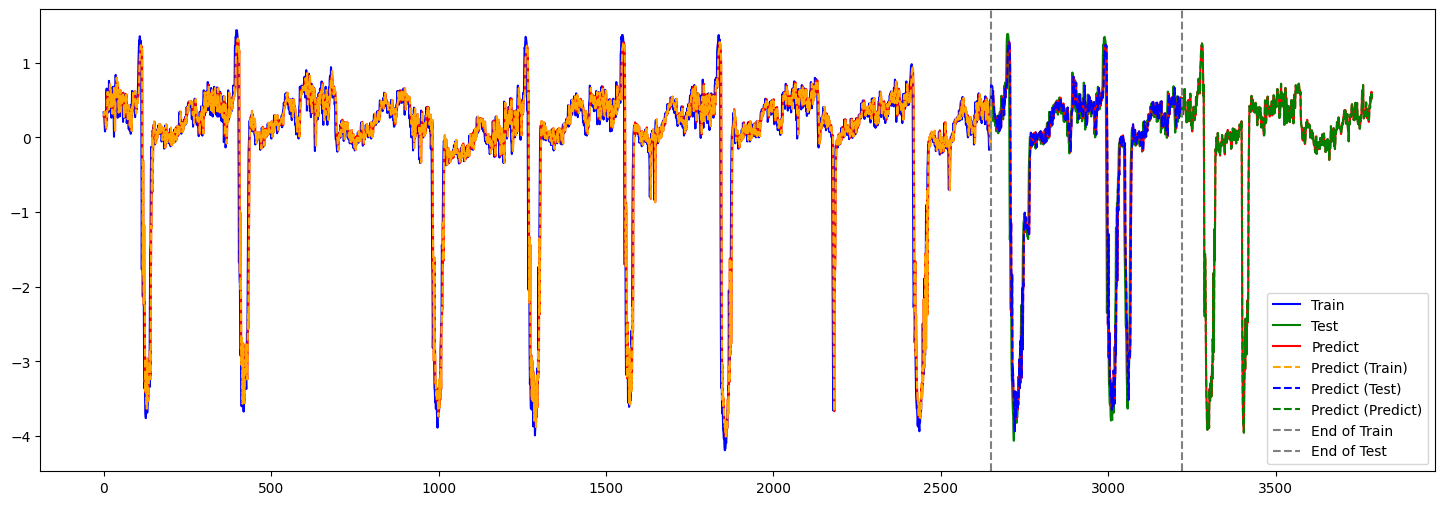 1
0
−1
−2
−3
−4
0
500
1000
1500
2000
2500
3000
3500
Train
Test
Predict
Predict (Train)
Predict (Test)
Predict (Predict)
End of Train
End of Test